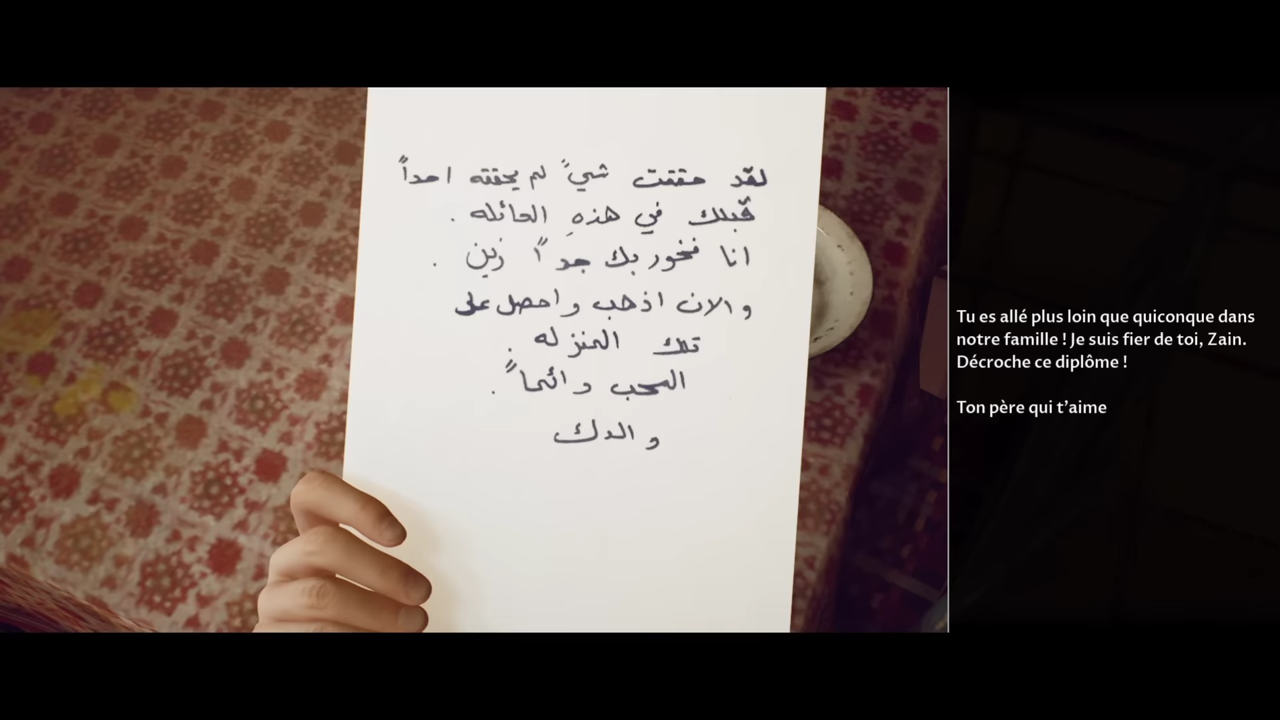 لقد حققت شيءً لم يحققه احداً
قبلك في هذهِ العائله .
انا فخور بك جداً زين .
والان اذهب واحصل على
تلك المنزله .
المحب دائماً .
والدك
Tu es allé plus loin que quiconque dans
notre famille ! Je suis fier de toi, Zain.
Décroche ce diplôme !
Ton père qui t'aime